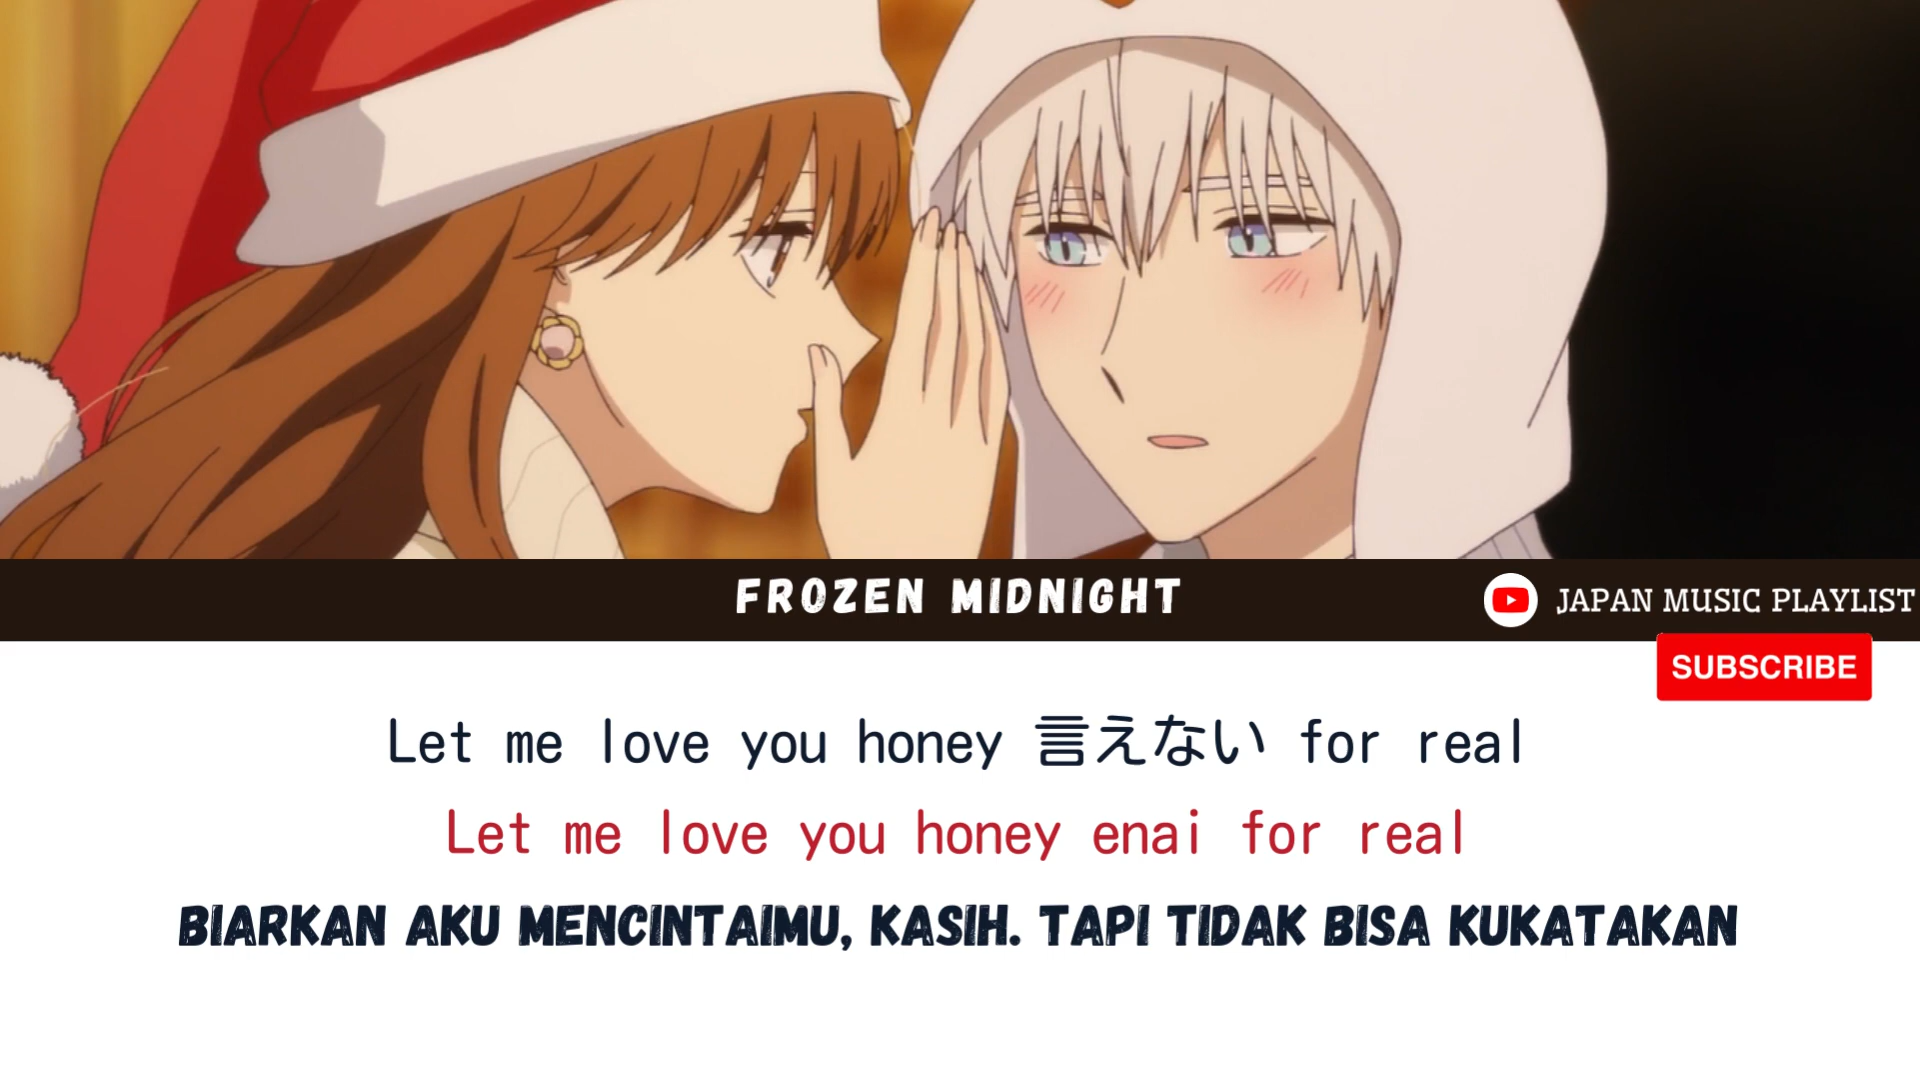 FROZEN MIDNIGHT
JAPAN MUSIC PLAYLIST
SUBSCRIBE
Let me love you honey 言えない for real
Let me love you honey enai for real
BIARKAN AKU MENCINTAIMU, KASIH. TAPI TIDAK BISA KUKATAKAN